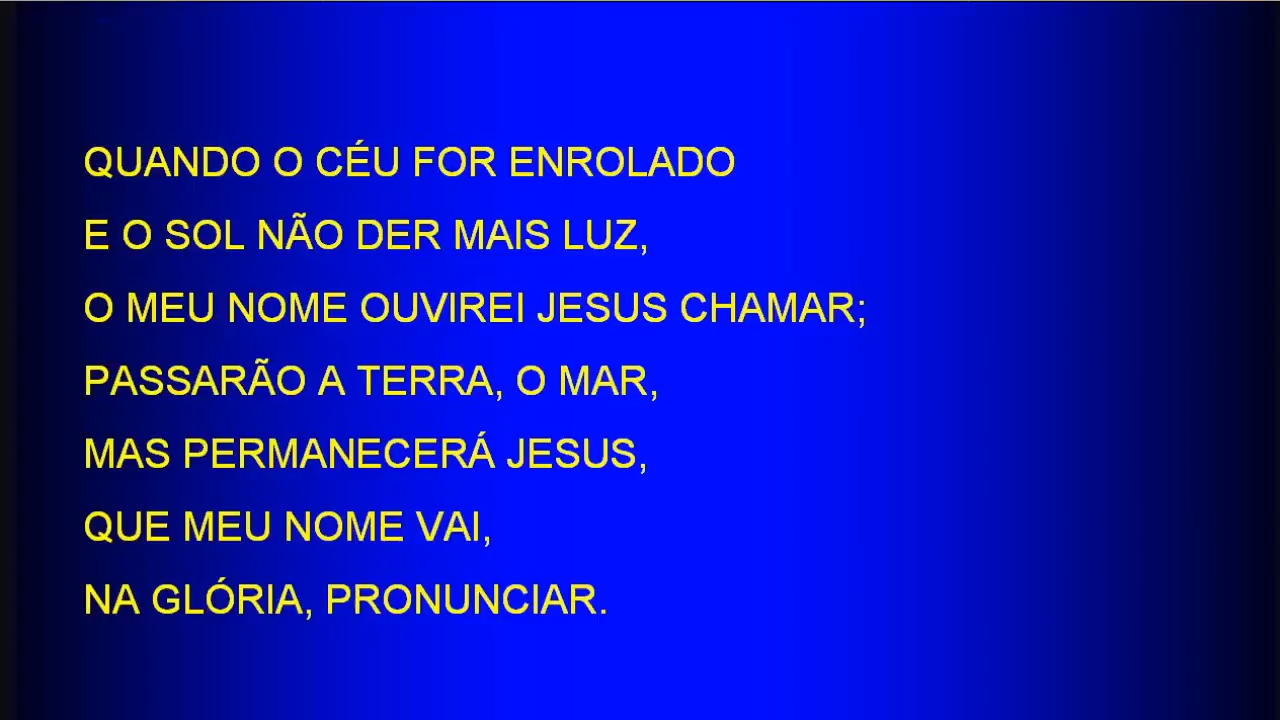 QUANDO O CÉU FOR ENROLADO
E O SOL NÃO DER MAIS LUZ,
O MEU NOME OUVIREI JESUS CHAMAR;
PASSARÃO A TERRA, O MAR,
MAS PERMANECERÁ JESUS,
QUE MEU NOME VAI,
NA GLÓRIA, PRONUNCIAR.